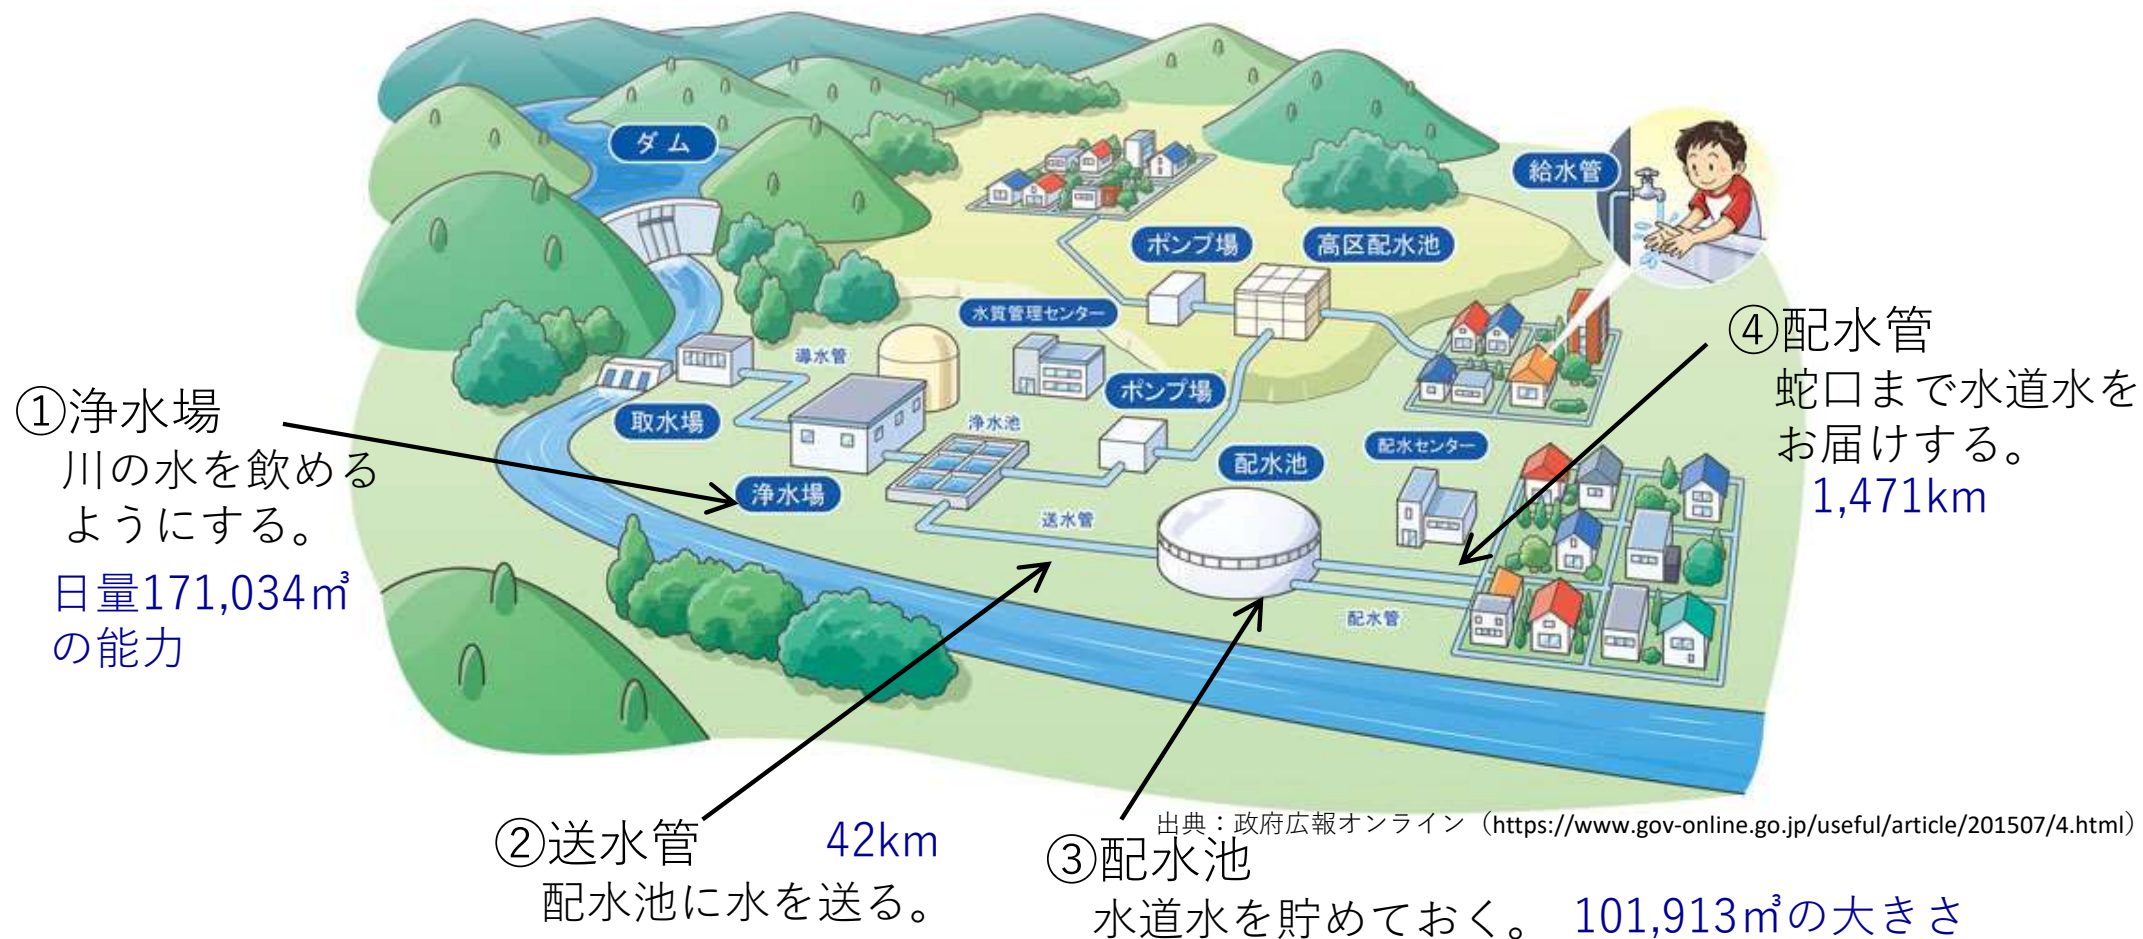 ダム
給水管
ポンプ場
高区配水池
水質管理センター
導水管
取水場
浄水池
ポンプ場
浄水場
配水池
配水センター
送水管
配水管
①浄水場
川の水を飲める
ようにする。
日量171,034㎥
の能力
④配水管
蛇口まで水道水を
お届けする。
1,471km
出典：政府広報オンライン（https://www.gov-online.go.jp/useful/article/201507/4.html）
②送水管 42km
配水池に水を送る。
③配水池
水道水を貯めておく。 101,913㎥の大きさ